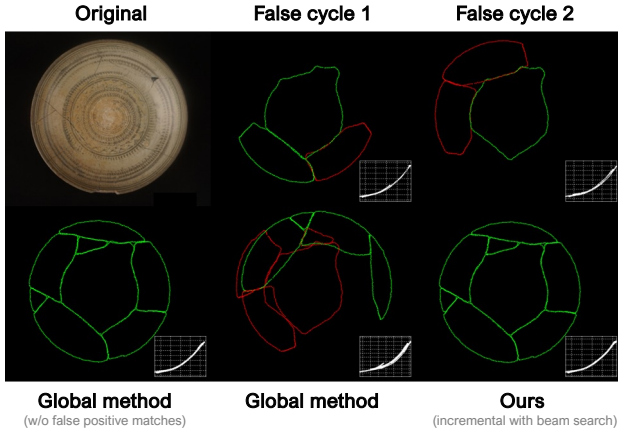 Original
False cycle 1
False cycle 2
Global method
(w/o false positive matches)
Global method
Ours
(incremental with beam search)